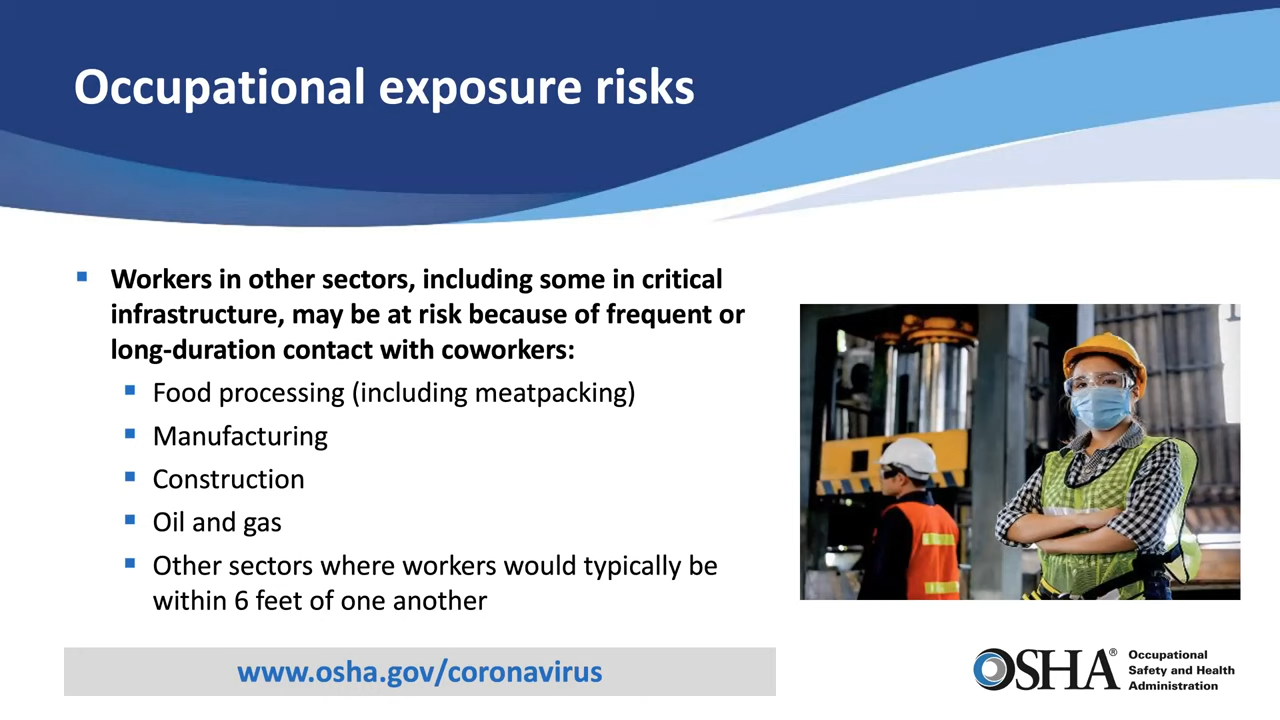 Occupational exposure risks
Workers in other sectors, including some in critical
infrastructure, may be at risk because of frequent or
long-duration contact with coworkers:
Food processing (including meatpacking)
Manufacturing
Construction
Oil and gas
Other sectors where workers would typically be
within 6 feet of one another
www.osha.gov/coronavirus
OSHA®
Occupational
Safety and Health
Administration